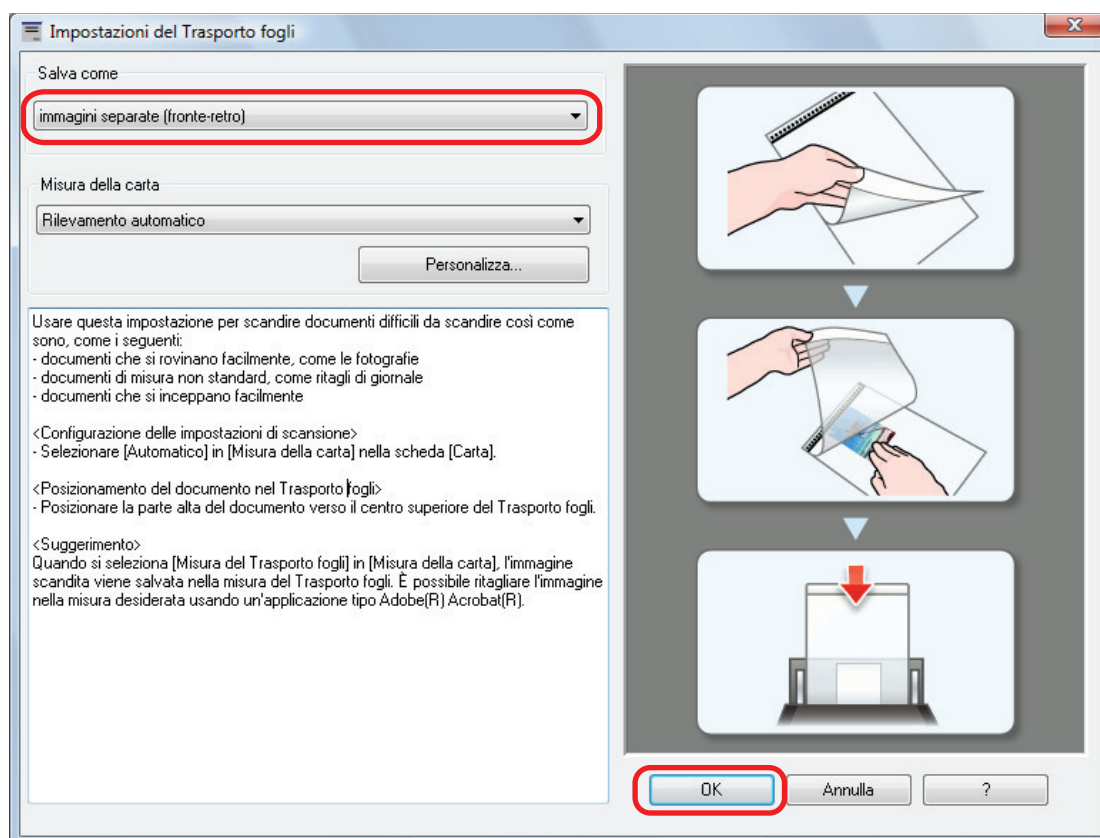 Impostazioni del Trasporto fogli
Salva come
immagini separate (fronte-retro)
Misura della carta
Rilevamento automatico
Personalizza...
Usare questa impostazione per scandire documenti difficili da scandire così come
sono, come i seguenti:
- documenti che si rovinano facilmente, come le fotografie
- documenti di misura non standard, come ritagli di giornale
- documenti che si inceppano facilmente
<Configurazione delle impostazioni di scansione>
- Selezionare [Automatico] in [Misura della carta] nella scheda [Carta].
<Posizionamento del documento nel Trasporto fogli>
- Posizionare la parte alta del documento verso il centro superiore del Trasporto fogli.
<Suggerimento>
Quando si seleziona [Misura del Trasporto fogli] in [Misura della carta], l'immagine
scandita viene salvata nella misura del Trasporto fogli. È possibile ritagliare l'immagine
nella misura desiderata usando un'applicazione tipo Adobe(R) Acrobat(R).
OK
Annulla
?